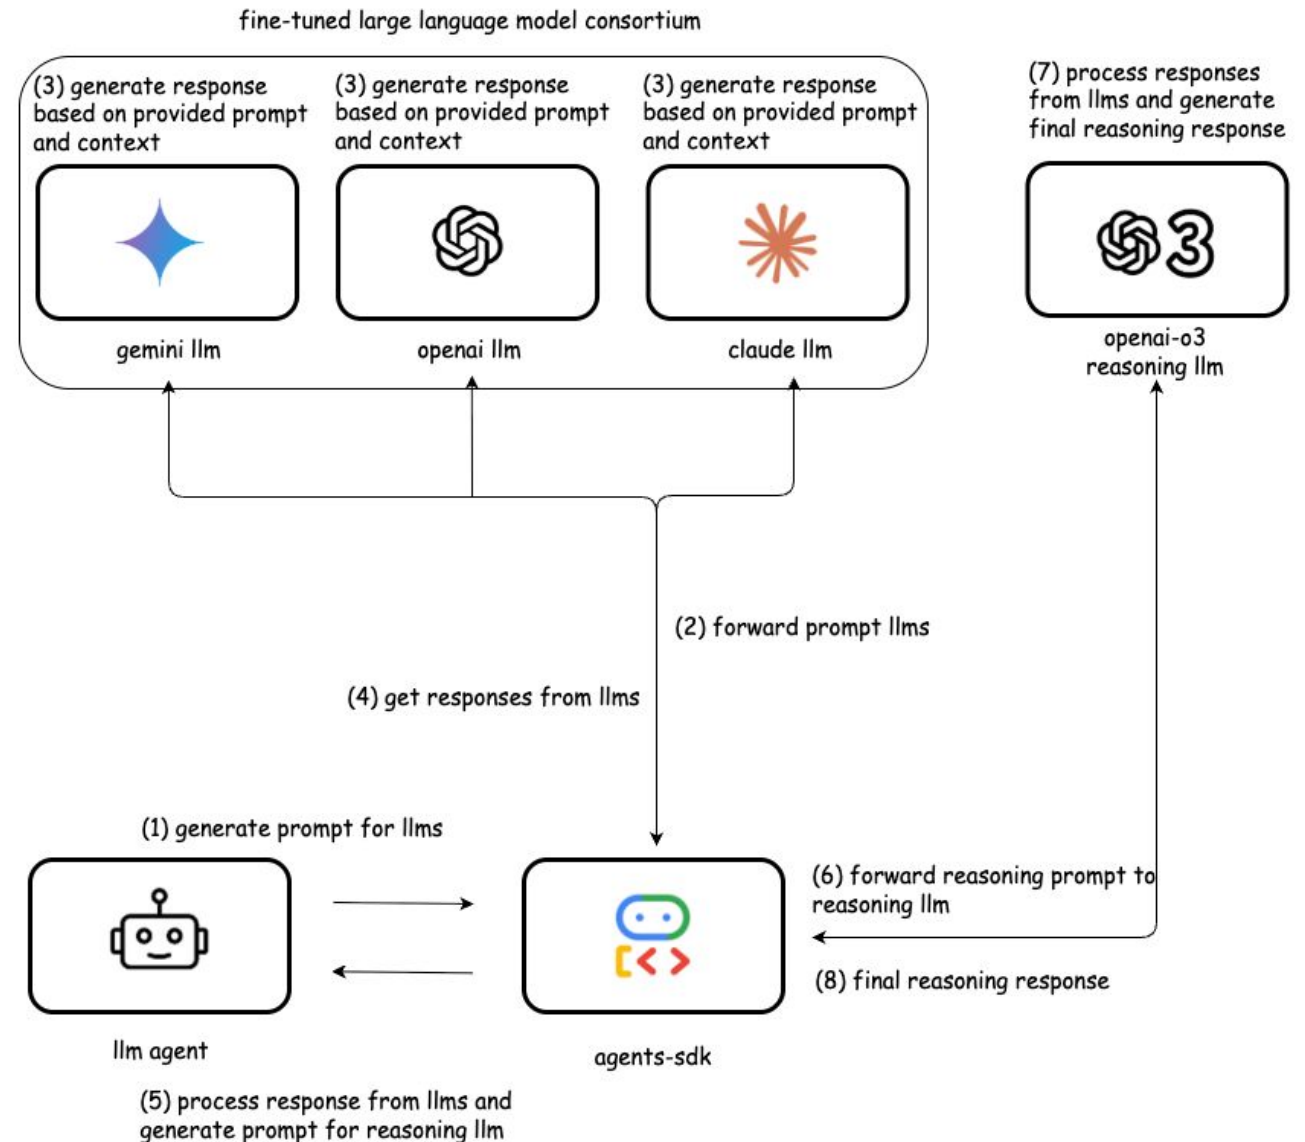 fine-tuned large language model consortium
(3) generate response
based on provided prompt
and context
(3) generate response
based on provided prompt
and context
(3) generate response
based on provided prompt
and context
(7) process responses
from llms and generate
final reasoning response
3
gemini llm
openai llm
claude llm
openai-o3
reasoning llm
(2) forward prompt llms
(4) get responses from llms
(1) generate prompt for llms
(6) forward reasoning prompt to
reasoning llm
(8) final reasoning response
llm agent
agents-sdk
(5) process response from llms and
generate prompt for reasoning llm